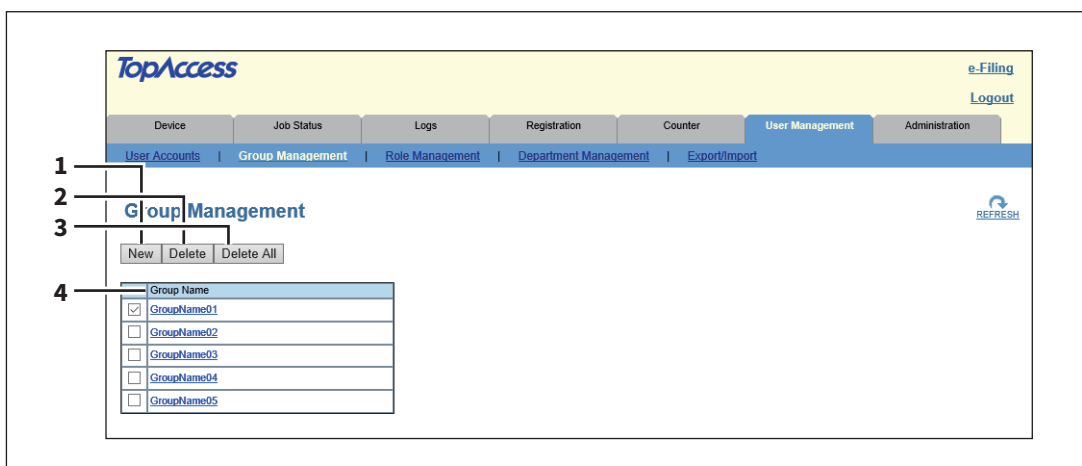 TopAccess
e-Filing
Logout
Device Job Status Logs Registration Counter User Management Administration
User Accounts | Group Management | Role Management | Department Management | Export/Import
1
2
Group Management
REFRESH
3
New Delete Delete All
4 Group Name
GroupName01
GroupName02
GroupName03
GroupName04
GroupName05